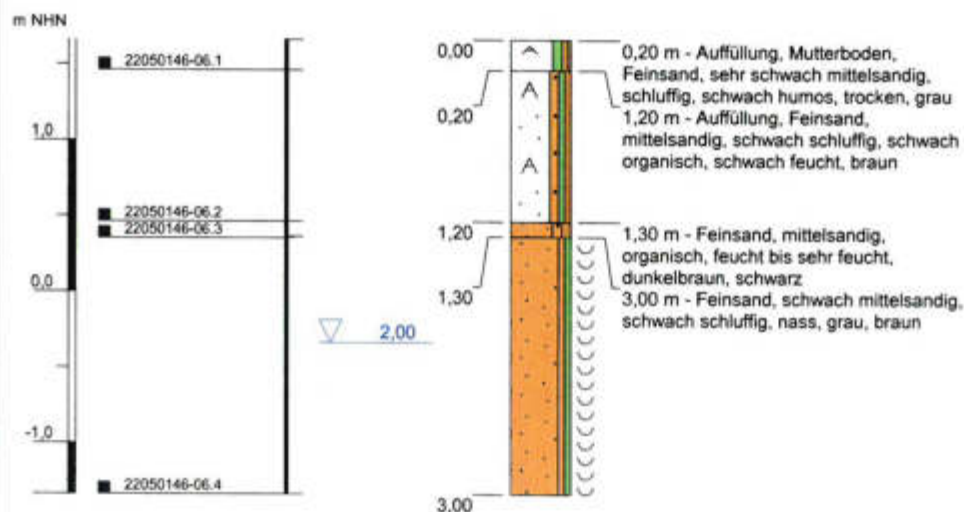 m NHN
22050146-06.1
1,0
22050146-06.2
22050146-06.3
0,0
-1,0
22050146-06.4
2,00
0,00
0,20
1,20
1,30
3,00
0,20 m - Auffüllung, Mutterboden,
Feinsand, sehr schwach mittelsandig,
schluffig, schwach humos, trocken, grau
1,20 m - Auffüllung, Feinsand,
mittelsandig, schwach schluffig, schwach
organisch, schwach feucht, braun
1,30 m - Feinsand, mittelsandig,
organisch, feucht bis sehr feucht,
dunkelbraun, schwarz
3,00 m - Feinsand, schwach mittelsandig,
schwach schluffig, nass, grau, braun